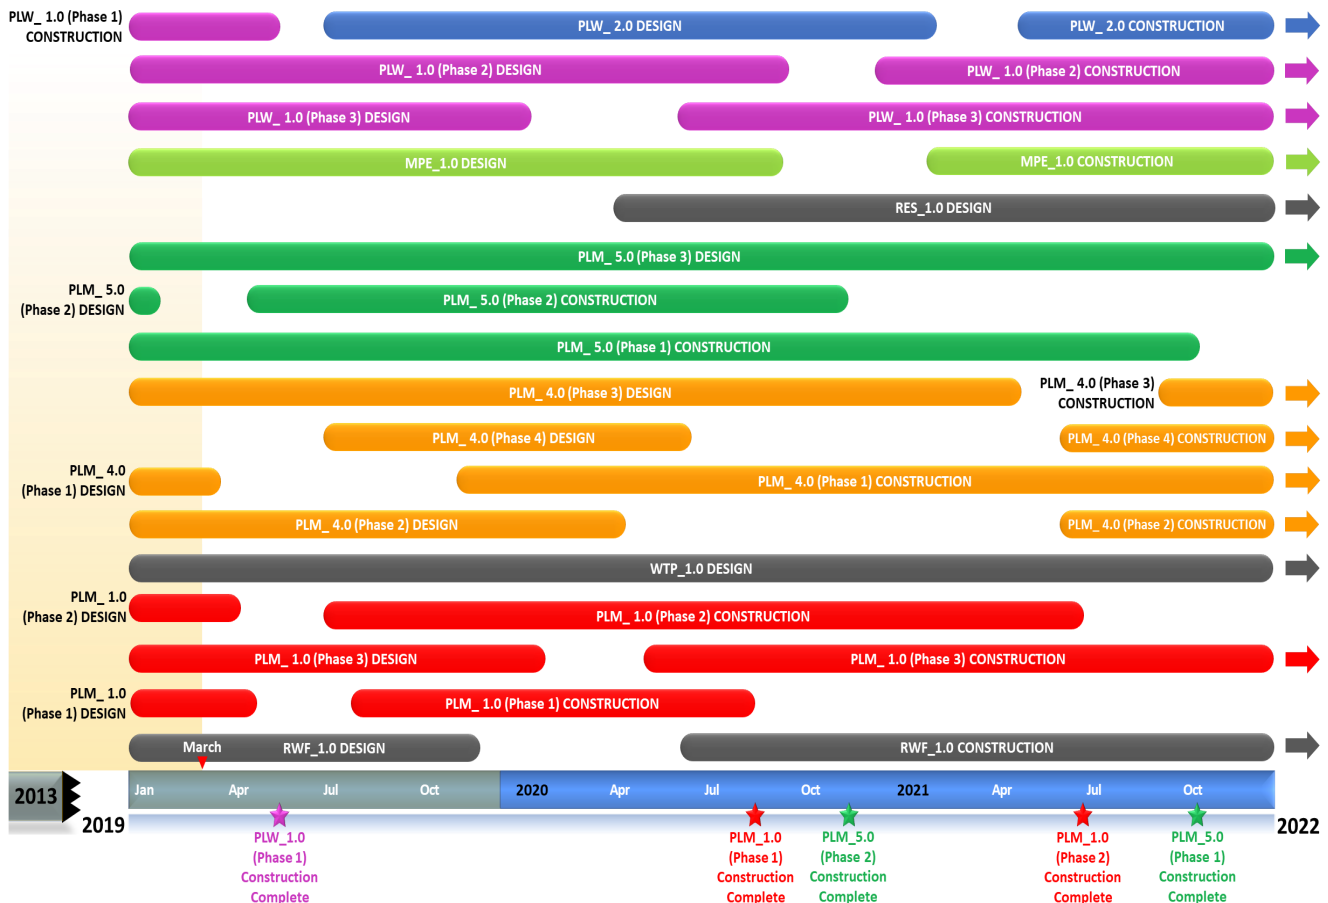 PLW_ 1.0 (Phase 1)
CONSTRUCTION
PLW_ 2.0 DESIGN
PLW_ 2.0 CONSTRUCTION
PLW_ 1.0 (Phase 2) DESIGN
PLW_ 1.0 (Phase 2) CONSTRUCTION
PLW_ 1.0 (Phase 3) DESIGN
PLW_ 1.0 (Phase 3) CONSTRUCTION
MPE_1.0 DESIGN
MPE_1.0 CONSTRUCTION
RES_1.0 DESIGN
PLM_ 5.0 (Phase 3) DESIGN
PLM_ 5.0
(Phase 2) DESIGN
PLM_ 5.0 (Phase 2) CONSTRUCTION
PLM_ 5.0 (Phase 1) CONSTRUCTION
PLM_ 4.0 (Phase 3) DESIGN
PLM_ 4.0 (Phase 3)
CONSTRUCTION
PLM_ 4.0 (Phase 4) DESIGN
PLM_ 4.0 (Phase 4) CONSTRUCTION
PLM_ 4.0
(Phase 1) DESIGN
PLM_ 4.0 (Phase 1) CONSTRUCTION
PLM_ 4.0 (Phase 2) DESIGN
PLM_ 4.0 (Phase 2) CONSTRUCTION
WTP_1.0 DESIGN
PLM_ 1.0
(Phase 2) DESIGN
PLM_ 1.0 (Phase 2) CONSTRUCTION
PLM_ 1.0 (Phase 3) DESIGN
PLM_ 1.0 (Phase 3) CONSTRUCTION
PLM_ 1.0
(Phase 1) DESIGN
PLM_ 1.0 (Phase 1) CONSTRUCTION
March
RWF_1.0 DESIGN
RWF_1.0 CONSTRUCTION
2013
Jan Apr Jul Oct 2020 Apr Jul Oct 2021 Apr Jul Oct
2019
2022
PLW_1.0
(Phase 1)
Construction
Complete
PLM_1.0
(Phase 1)
Construction
Complete
PLM_5.0
(Phase 2)
Construction
Complete
PLM_1.0
(Phase 2)
Construction
Complete
PLM_5.0
(Phase 1)
Construction
Complete